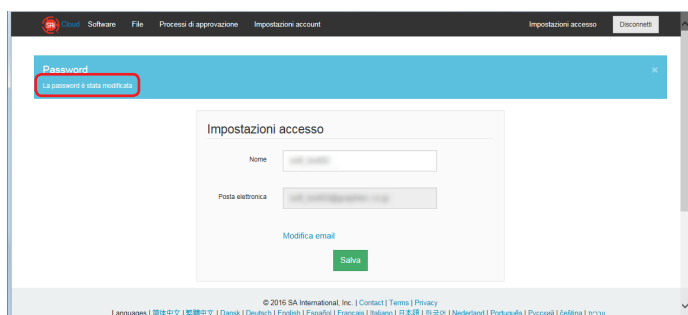 SAi Cloud Software File Processi di approvazione Impostazioni account Impostazioni accesso Disconnetti
Password ×
La password è stata modificata
Impostazioni accesso
Nome
Posta elettronica
Modifica email
Salva
© 2016 SA International, Inc. | Contact | Terms | Privacy
Languages | 简体中文 | 繁體中文 | Dansk | Deutsch | English | Español | Français | Italiano | 日本語 | 한국어 | Nederland | Português | Русский | čeština | עברית